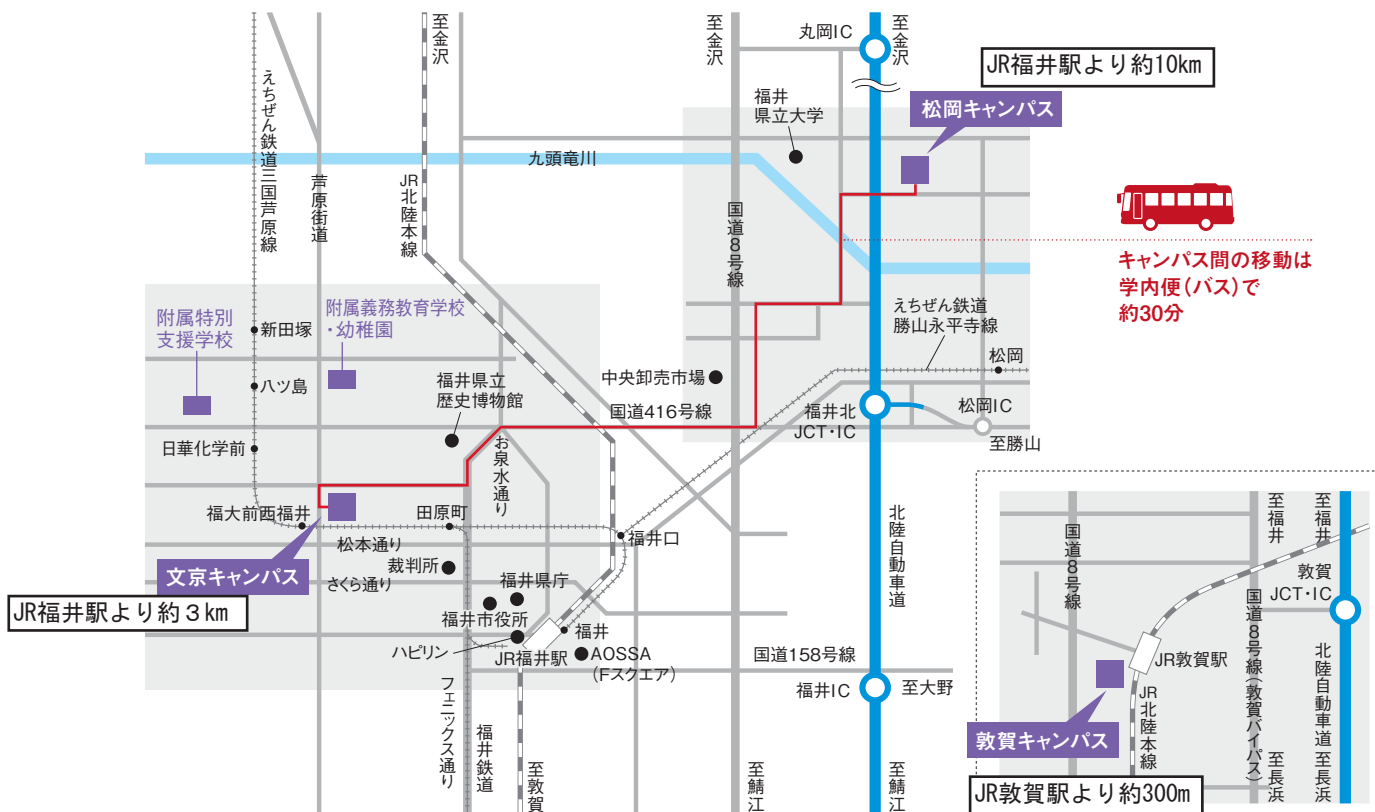 至金沢
至金沢
丸岡IC
至金沢
JR福井駅より約10km
松岡キャンパス
福井
県立大学
えちぜん鉄道三国芦原線
芦原街道
JR北陸本線
九頭竜川
国道8号線
キャンパス間の移動は
学内便(バス)で
約30分
附属特別
支援学校
新田塚
附属義務教育学校
・幼稚園
えちぜん鉄道
勝山永平寺線
松岡
八ツ島
福井県立
歴史博物館
中央卸売市場
国道416号線
福井北
JCT・IC
松岡IC
至勝山
日華化学前
お泉水通り
福大前西福井
田原町
松本通り
福井口
北陸自動車道
文京キャンパス
さくら通り
裁判所
福井県庁
福井市役所
JR福井駅より約３km
ハピリン
福井
JR福井駅
AOSSA
(Fスクエア)
国道158号線
福井IC
至大野
フェニックス通り
福井鉄道
至敦賀
至鯖江
至鯖江
国道8号線
至福井
至福井
敦賀
JCT・IC
国道8号線(敦賀バイパス)
JR敦賀駅
北陸自動車道
敦賀キャンパス
JR北陸本線
至長浜
至長浜
JR敦賀駅より約300m